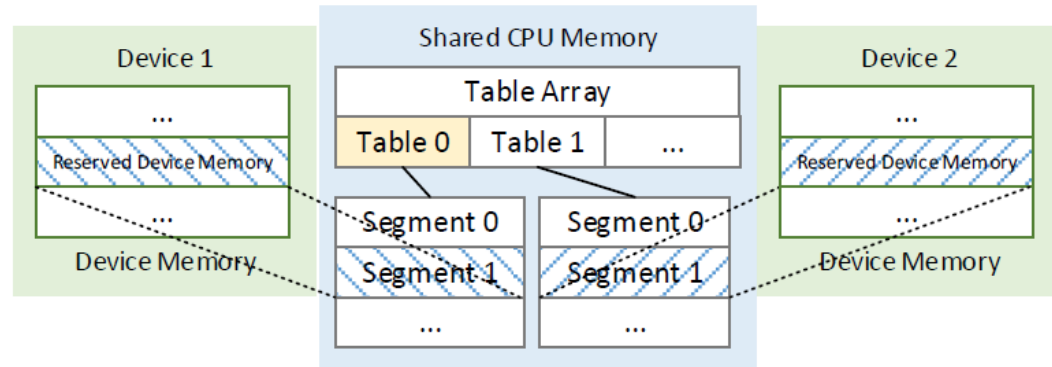 Device 1
...
Reserved Device Memory
...
Device Memory
Shared CPU Memory
Table Array
Table 0 Table 1 ...
Segment 0 Segment 0
Segment 1 Segment 1
... ...
Device 2
...
Reserved Device Memory
...
Device Memory